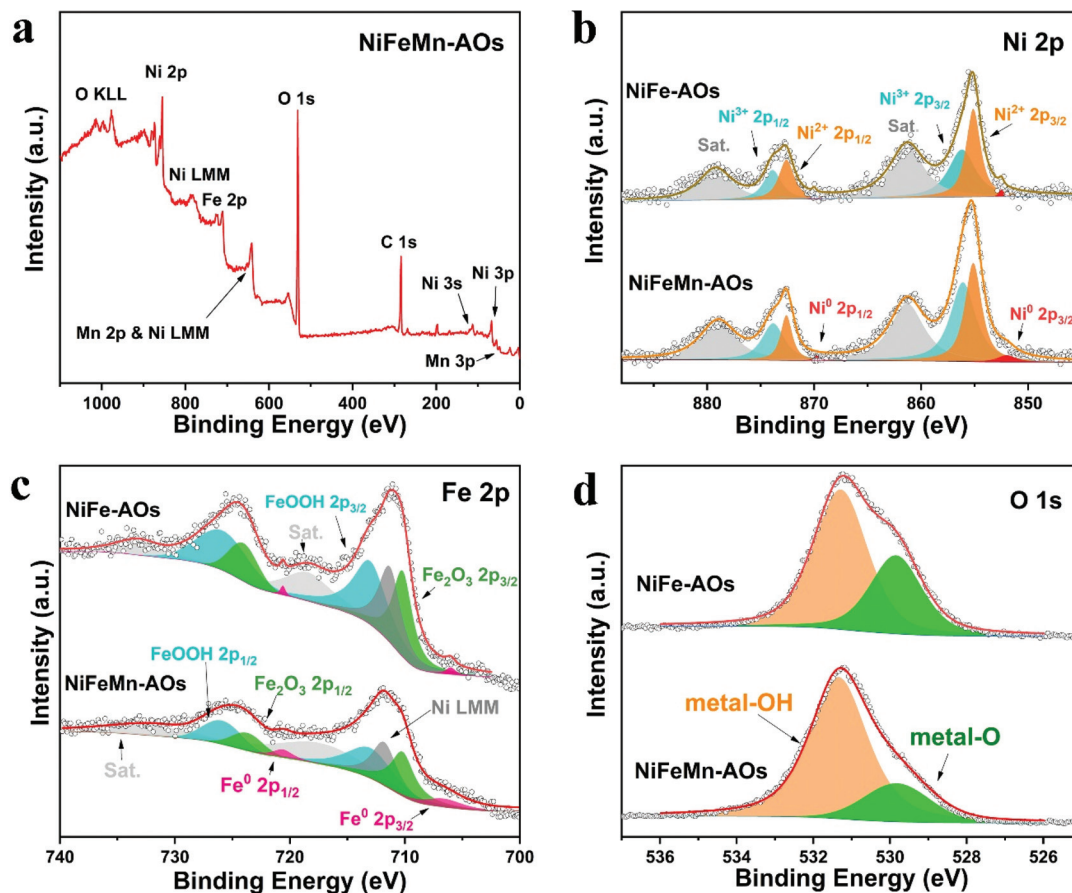 a
NiFeMn-AOs
Ni 2p
O KLL
O 1s
Ni LMM
Fe 2p
C 1s
Ni 3s
Ni 3p
Mn 2p & Ni LMM
Mn 3p
Intensity (a.u.)
1000 800 600 400 200 0
Binding Energy (eV)
b
Ni 2p
NiFe-AOs
Ni³⁺ 2p₁/₂
Ni³⁺ 2p₃/₂
Sat.
Ni²⁺ 2p₁/₂
Sat.
Ni²⁺ 2p₃/₂
NiFeMn-AOs
Ni⁰ 2p₁/₂
Ni⁰ 2p₃/₂
Intensity (a.u.)
880 870 860 850
Binding Energy (eV)
c
Fe 2p
NiFe-AOs
FeOOH 2p₃/₂
Sat.
Fe₂O₃ 2p₃/₂
FeOOH 2p₁/₂
NiFeMn-AOs
Fe₂O₃ 2p₁/₂
Ni LMM
Sat.
Fe⁰ 2p₁/₂
Fe⁰ 2p₃/₂
Intensity (a.u.)
740 730 720 710 700
Binding Energy (eV)
d
O 1s
NiFe-AOs
metal-OH
metal-O
NiFeMn-AOs
Intensity (a.u.)
536 534 532 530 528 526
Binding Energy (eV)